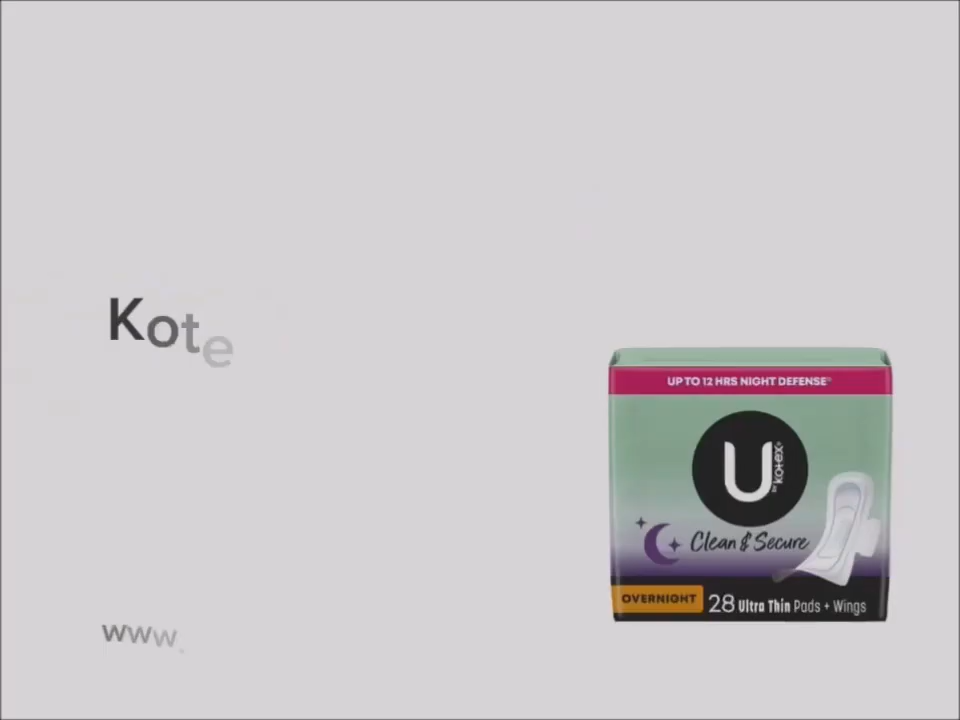 Kote
www.
UP TO 12 HRS NIGHT DEFENSE*
U
BY KOTEX®
Clean & Secure
OVERNIGHT
28 Ultra Thin Pads + Wings